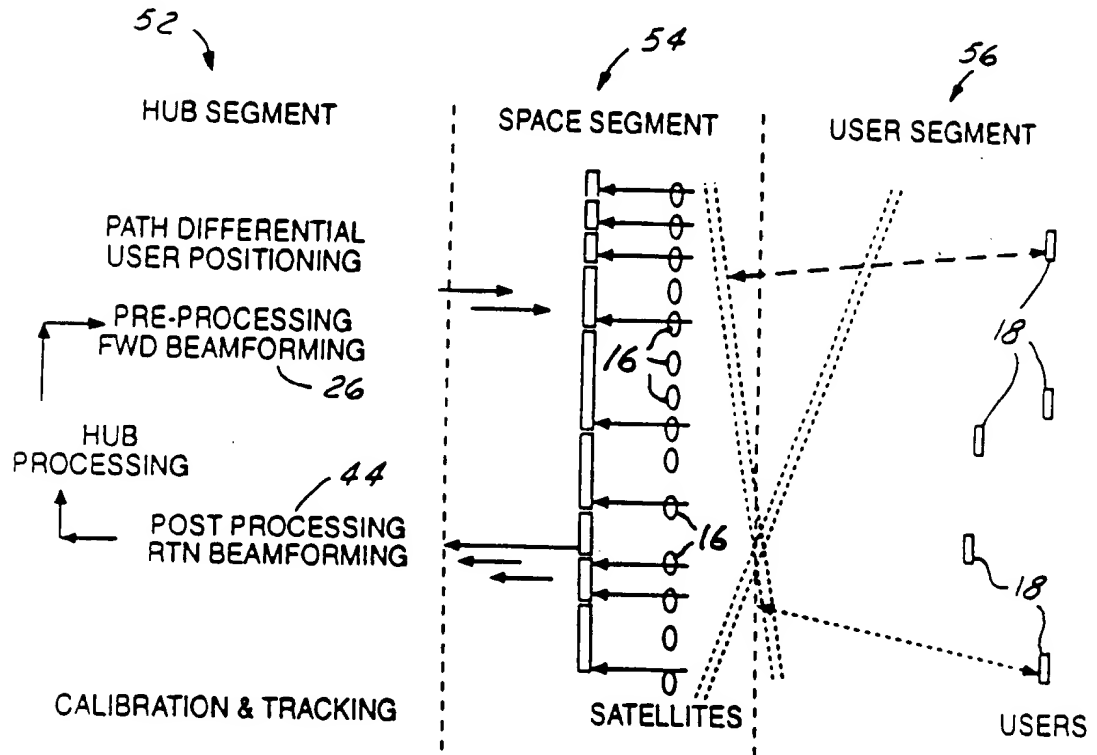 52
54
56
HUB SEGMENT
SPACE SEGMENT
USER SEGMENT
PATH DIFFERENTIAL
USER POSITIONING
PRE-PROCESSING
FWD BEAMFORMING
26
16
18
HUB
PROCESSING
44
POST PROCESSING
RTN BEAMFORMING
16
18
CALIBRATION & TRACKING
SATELLITES
USERS